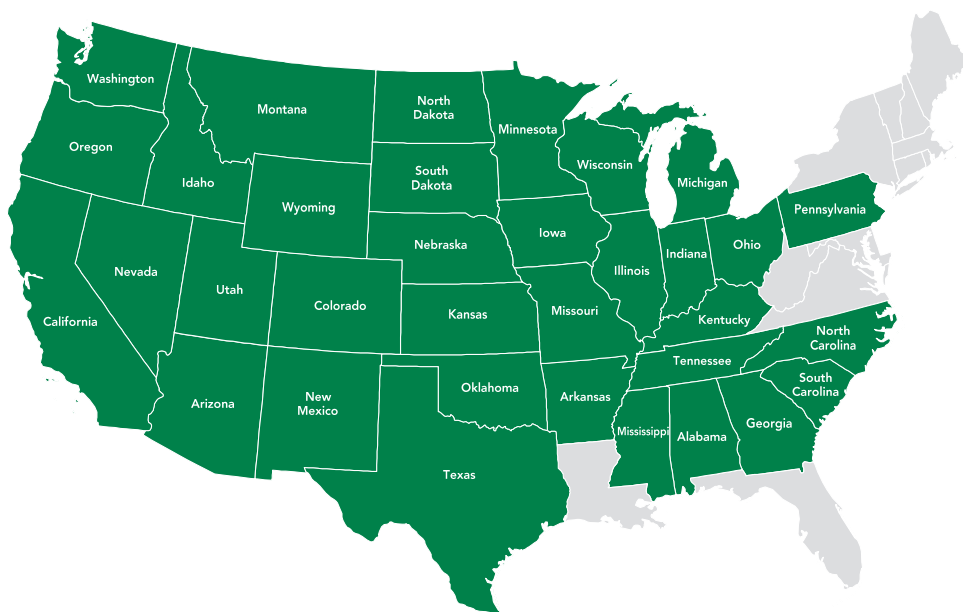 Washington
Montana
North
Dakota
Minnesota
Oregon
Idaho
South
Dakota
Wisconsin
Michigan
Wyoming
Pennsylvania
Nebraska
Iowa
Ohio
Indiana
Illinois
Nevada
Utah
Colorado
Kansas
Missouri
California
Kentucky
North
Carolina
Tennessee
South
Carolina
Oklahoma
Arkansas
Arizona
New
Mexico
Mississippi
Alabama
Georgia
Texas